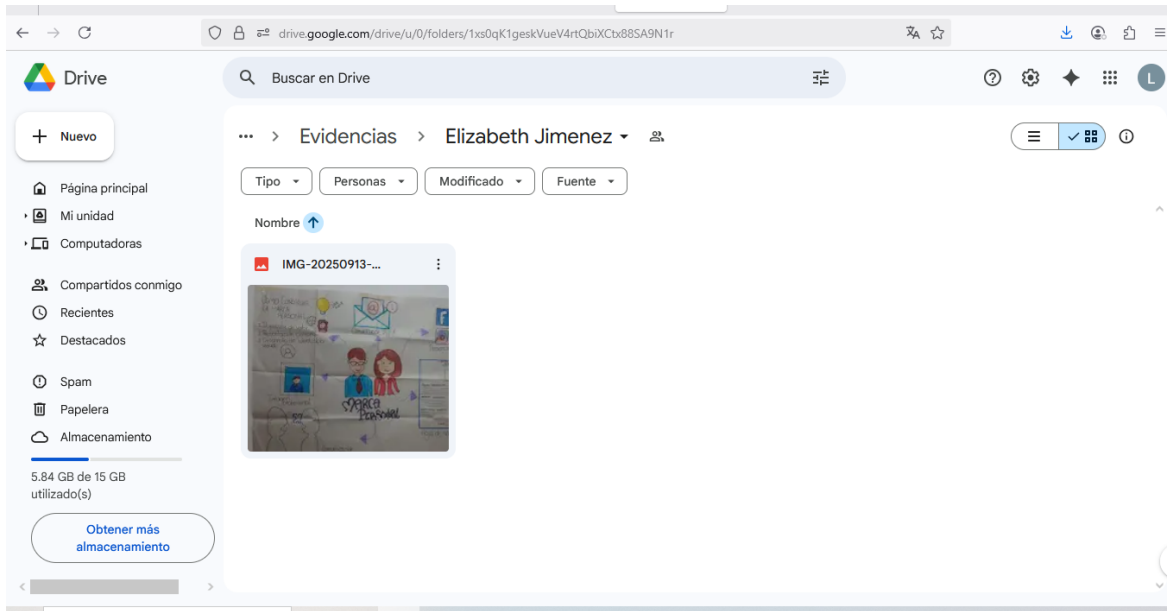 drive.google.com/drive/u/0/folders/1xs0qK1geskVueV4rtQbiXCtx88SA9N1r
Drive
Buscar en Drive
L
Nuevo
Evidencias
Elizabeth Jimenez
Tipo
Personas
Modificado
Fuente
Página principal
Mi unidad
Computadoras
Nombre
IMG-20250913-...
Compartidos conmigo
Recientes
Destacados
Spam
Papelera
Almacenamiento
5.84 GB de 15 GB
utilizado(s)
Obtener más
almacenamiento
Marca
Personal